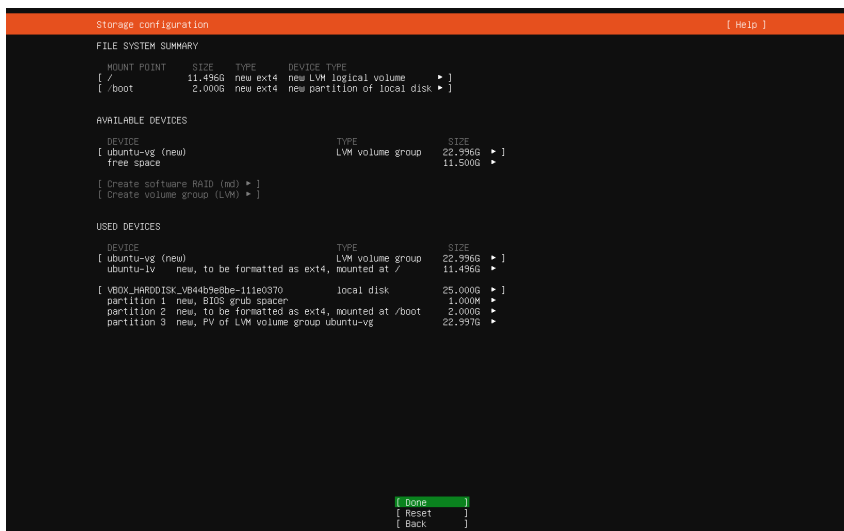 Storage configuration [ Help ]
FILE SYSTEM SUMMARY
MOUNT POINT SIZE TYPE DEVICE TYPE
[ / 11.496G new ext4 new LVM logical volume ▸ ]
[ /boot 2.000G new ext4 new partition of local disk ▸ ]
AVAILABLE DEVICES
DEVICE TYPE SIZE
[ ubuntu-vg (new) LVM volume group 22.996G ▸ ]
free space 11.500G ▸
[ Create software RAID (md) ▸ ]
[ Create volume group (LVM) ▸ ]
USED DEVICES
DEVICE TYPE SIZE
[ ubuntu-vg (new) LVM volume group 22.996G ▸ ]
ubuntu-lv new, to be formatted as ext4, mounted at / 11.496G ▸
[ VBOX_HARDDISK_VB44b9e8be-111e0370 local disk 25.000G ▸ ]
partition 1 new, BIOS grub spacer 1.000M ▸
partition 2 new, to be formatted as ext4, mounted at /boot 2.000G ▸
partition 3 new, PV of LVM volume group ubuntu-vg 22.997G ▸
[ Done ]
[ Reset ]
[ Back ]